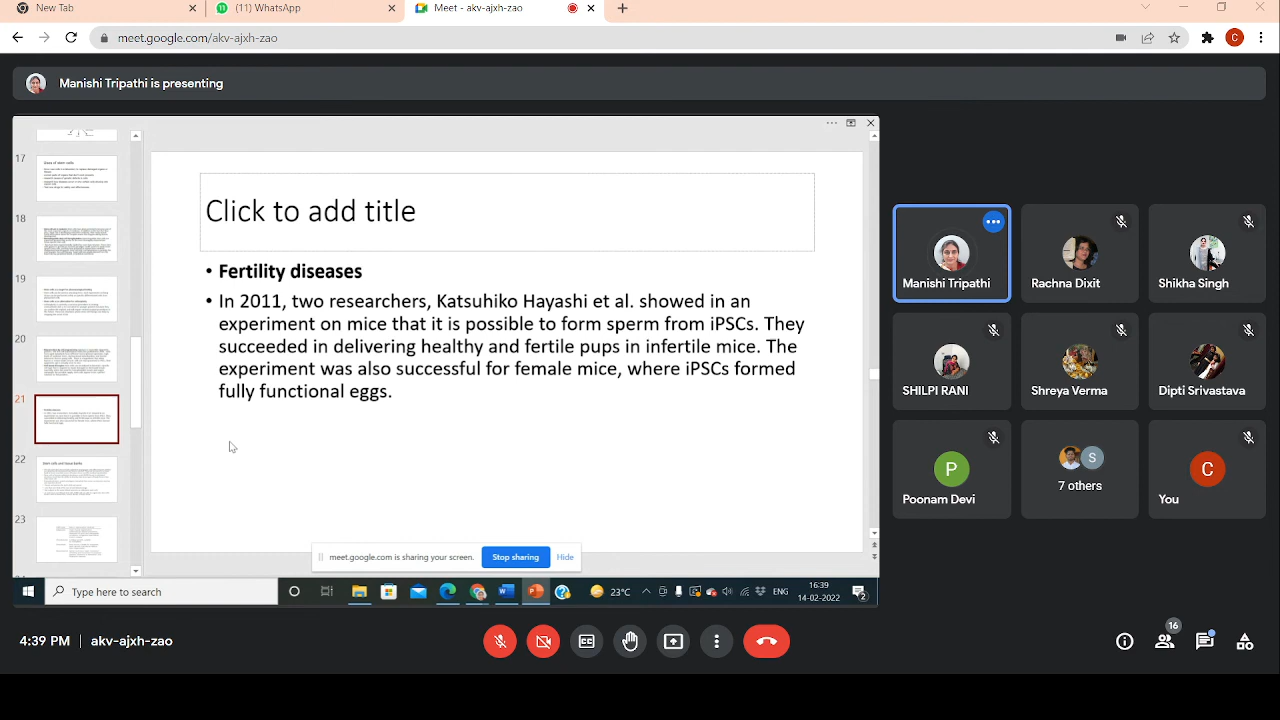 New Tab
(11) WhatsApp
Meet - akv-ajxh-zao
meet.google.com/akv-ajxh-zao
C
Manishi Tripathi is presenting
17
18
19
20
21
22
23
Stem cells and tissue banks
Click to add title
• Fertility diseases
• In 2011, two researchers, Katsuhiko Hayashi et al. showed in an
experiment on mice that it is possible to form sperm from iPSCs. They
succeeded in delivering healthy and fertile pups in infertile mice. The
experiment was also successful for female mice, where iPSCs formed
fully functional eggs.
meet.google.com is sharing your screen.
Stop sharing
Hide
Type here to search
23°C
ENG
16:39
14-02-2022
2
Manishi Tripathi
Rachna Dixit
Shikha Singh
SHILPI RANI
Shreya Verma
Dipti Srivastava
P
Poonam Devi
S
7 others
C
You
4:39 PM
akv-ajxh-zao
16